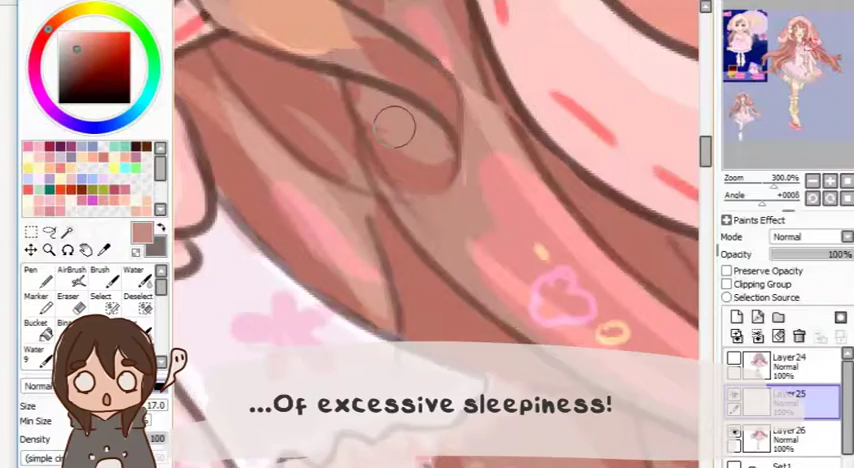 Zoom 300.0%
Angle +000δ
Paints Effect
Mode Normal
Opacity 100%
Preserve Opacity
Clipping Group
Selection Source
Pen AirBrush Brush Water
Marker Eraser Select Deselect
Bucket
Water
9
Normal
Size 17.0
Min Size
Density 100
Layer24
Normal
100%
Layer25
Normal
100%
Layer26
Normal
100%
Set1
...Of excessive sleepiness!